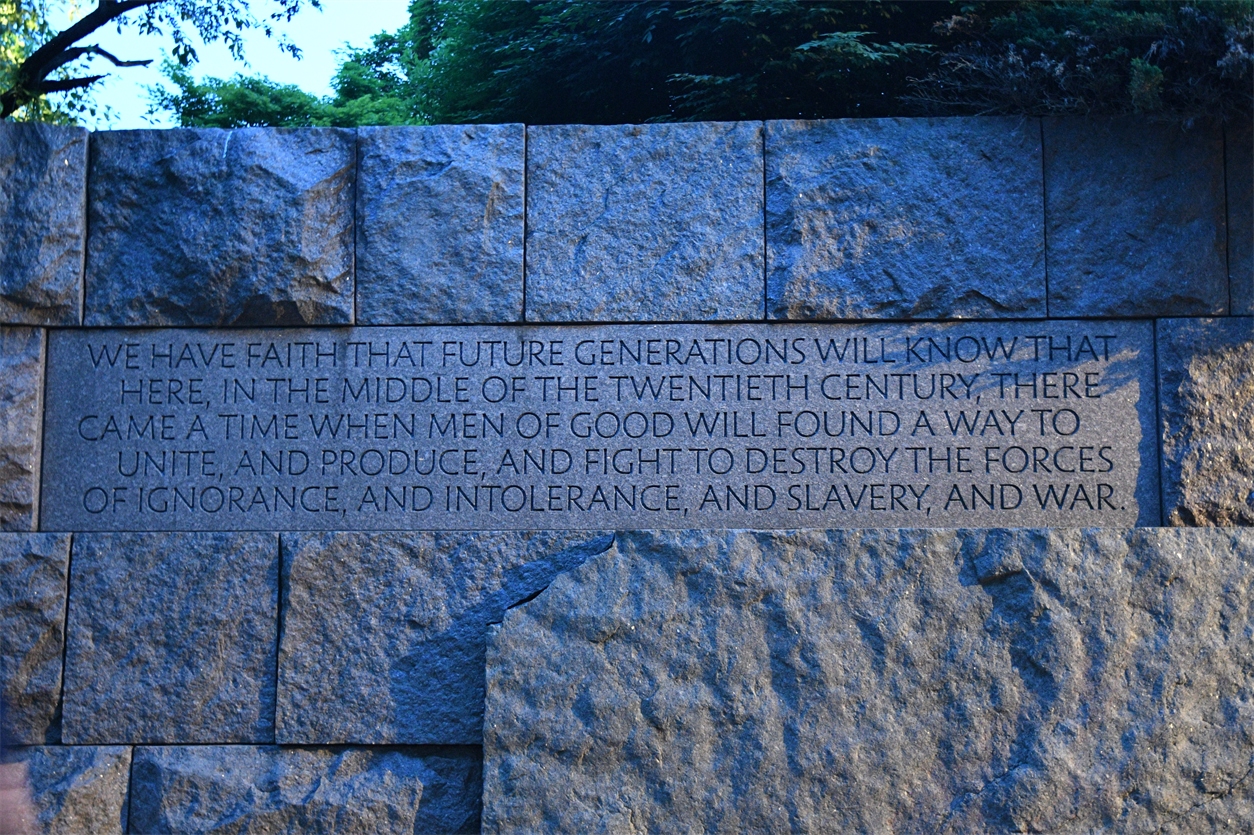 WE HAVE FAITH THAT FUTURE GENERATIONS WILL KNOW THAT
HERE, IN THE MIDDLE OF THE TWENTIETH CENTURY, THERE
CAME A TIME WHEN MEN OF GOOD WILL FOUND A WAY TO
UNITE, AND PRODUCE, AND FIGHT TO DESTROY THE FORCES
OF IGNORANCE, AND INTOLERANCE, AND SLAVERY, AND WAR.